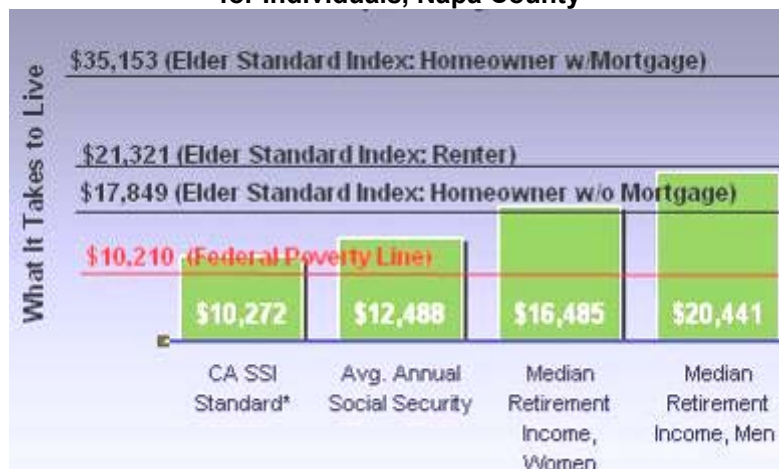 for Individuals, Napa County
What It Takes to Live
$35,153 (Elder Standard Index: Homeowner w/Mortgage)
$21,321 (Elder Standard Index: Renter)
$17,849 (Elder Standard Index: Homeowner w/o Mortgage)
$10,210 (Federal Poverty Line)
$10,272 $12,488 $16,485 $20,441
CA SSI Standard*
Avg. Annual Social Security
Median Retirement Income, Women
Median Retirement Income, Men